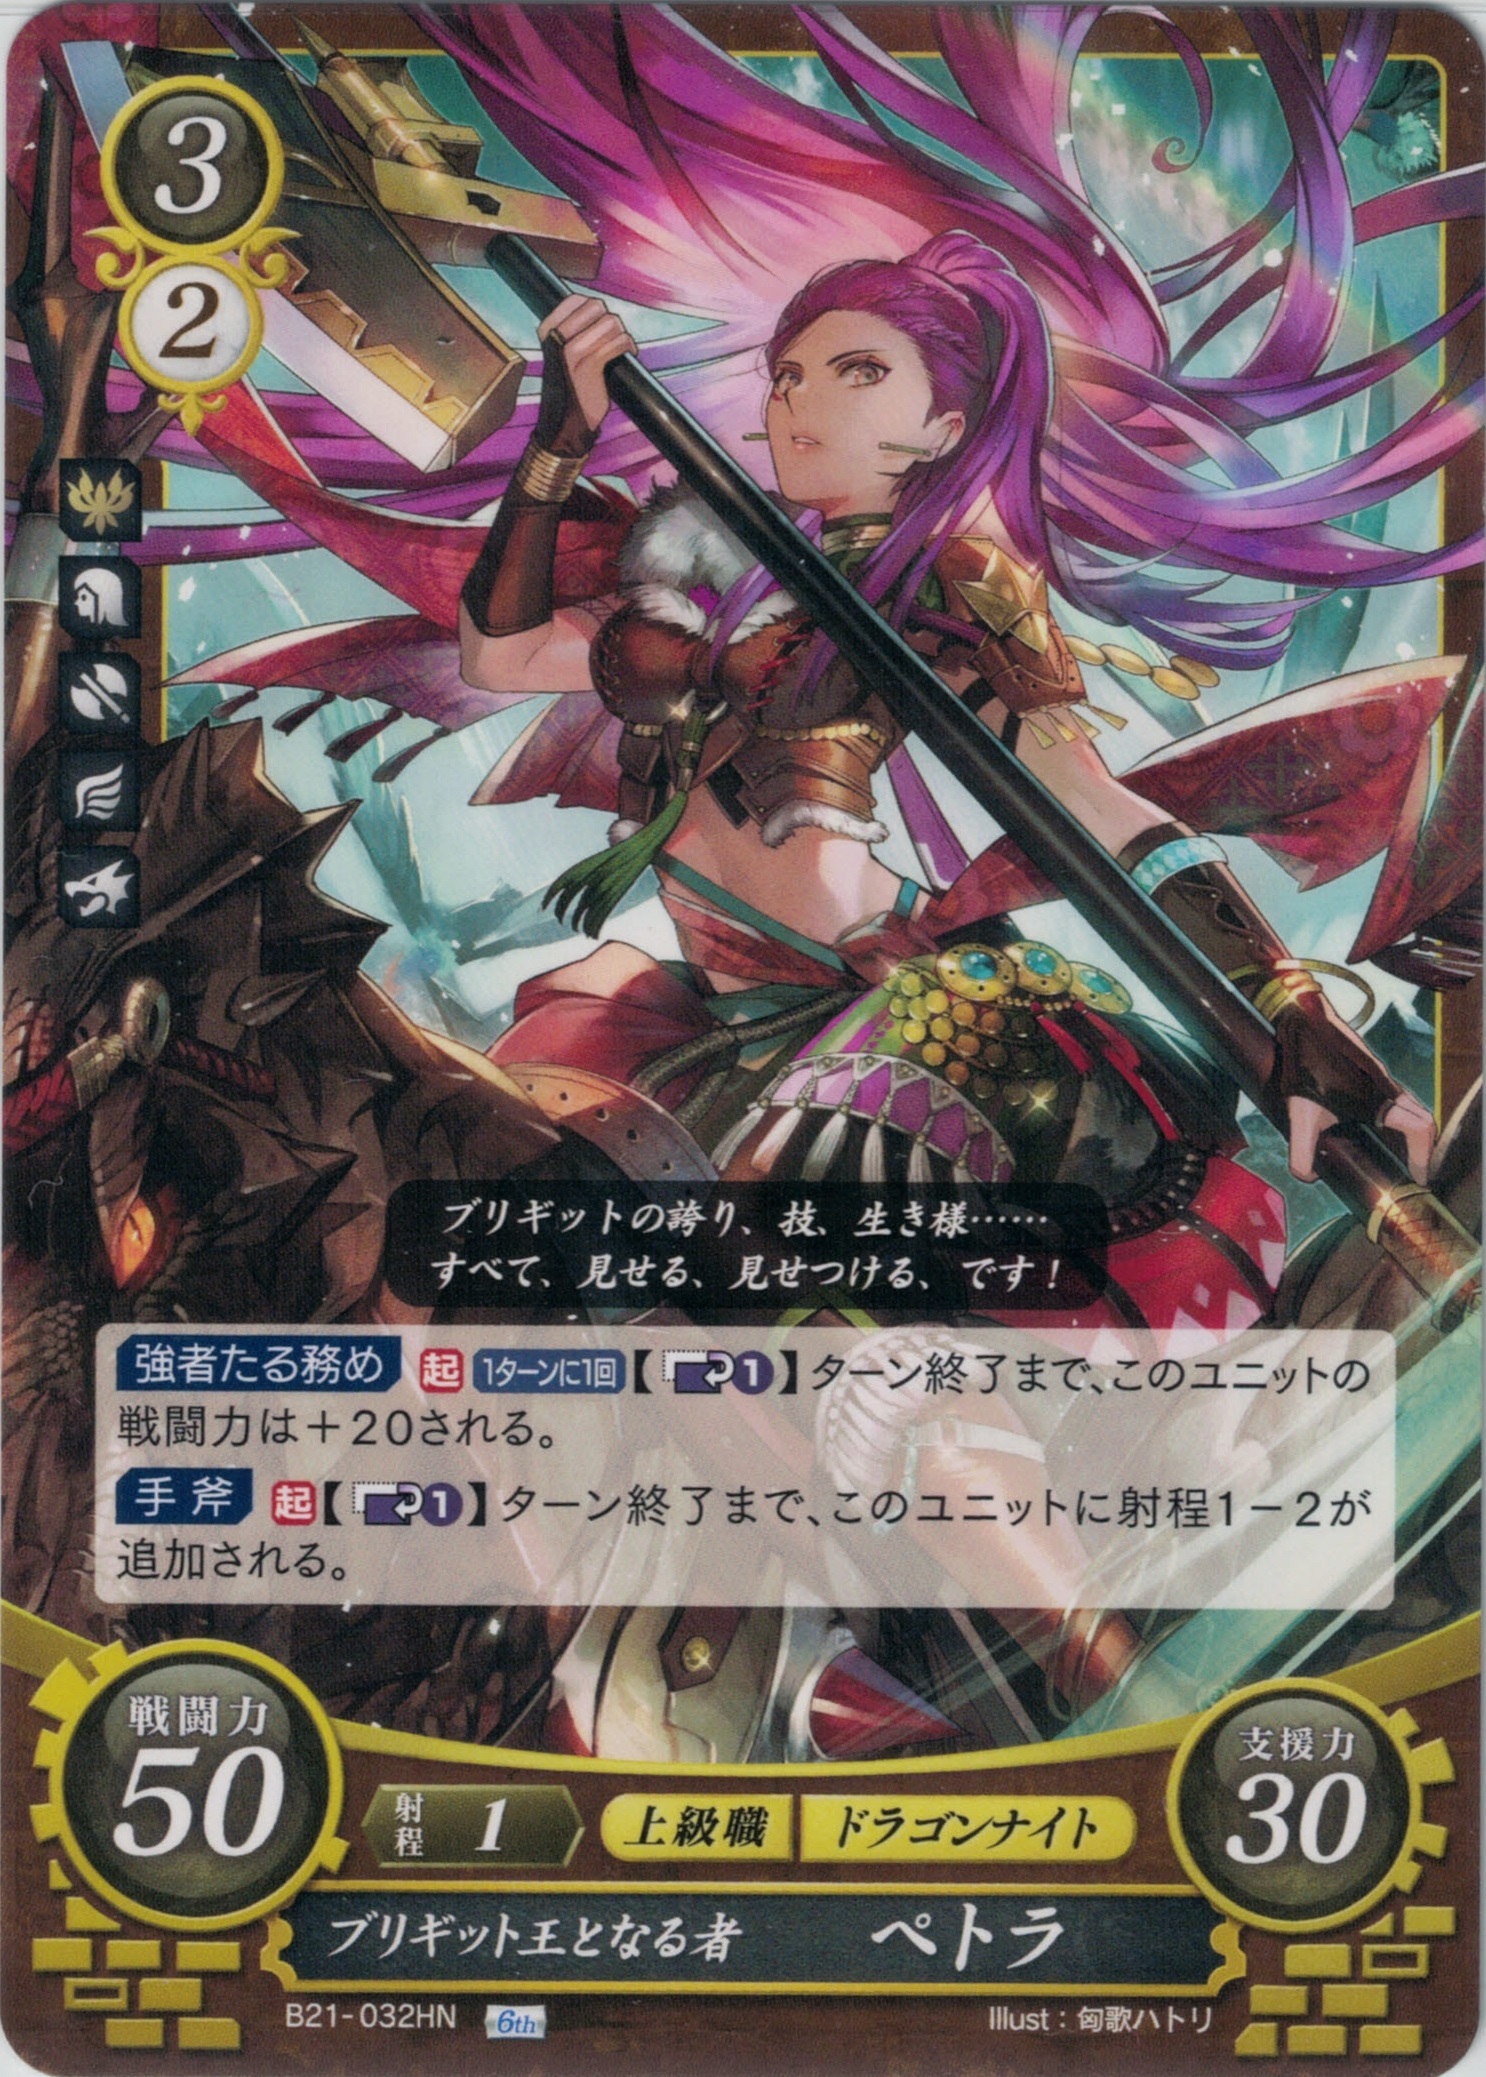 3
2
ブリギットの誇り、技、生き様……
すべて、見せる、見せつける、です！
強者たる務め 起 1ターンに1回【1】ターン終了まで、このユニットの
戦闘力は＋20される。
手斧 起【1】ターン終了まで、このユニットに射程1－2が
追加される。
戦闘力
50
射程 1
上級職 ドラゴンナイト
支援力
30
ブリギット王となる者 ペトラ
B21-032HN 6th Illust：匈歌ハトリ